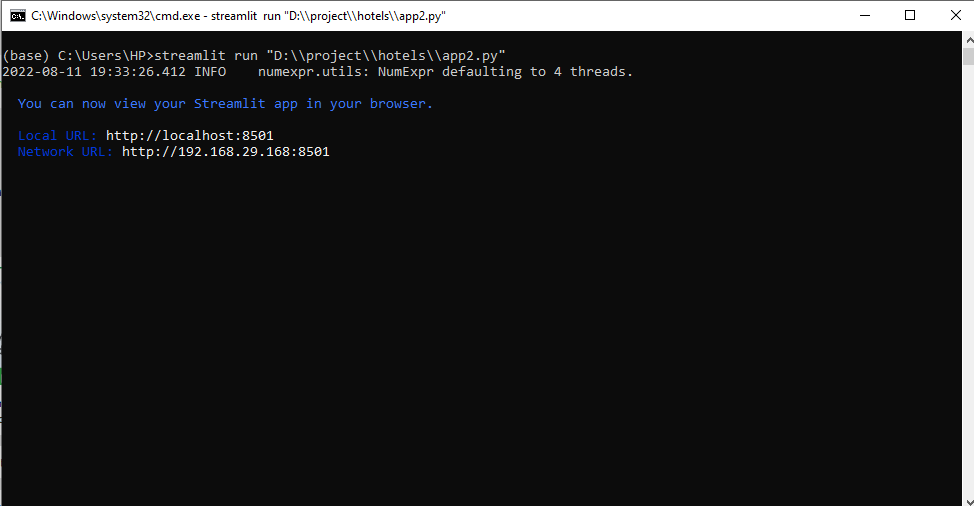 C:\Windows\system32\cmd.exe - streamlit run "D:\\project\\hotels\\app2.py"
(base) C:\Users\HP>streamlit run "D:\\project\\hotels\\app2.py"
2022-08-11 19:33:26.412 INFO    numexpr.utils: NumExpr defaulting to 4 threads.
You can now view your Streamlit app in your browser.
Local URL: http://localhost:8501
Network URL: http://192.168.29.168:8501